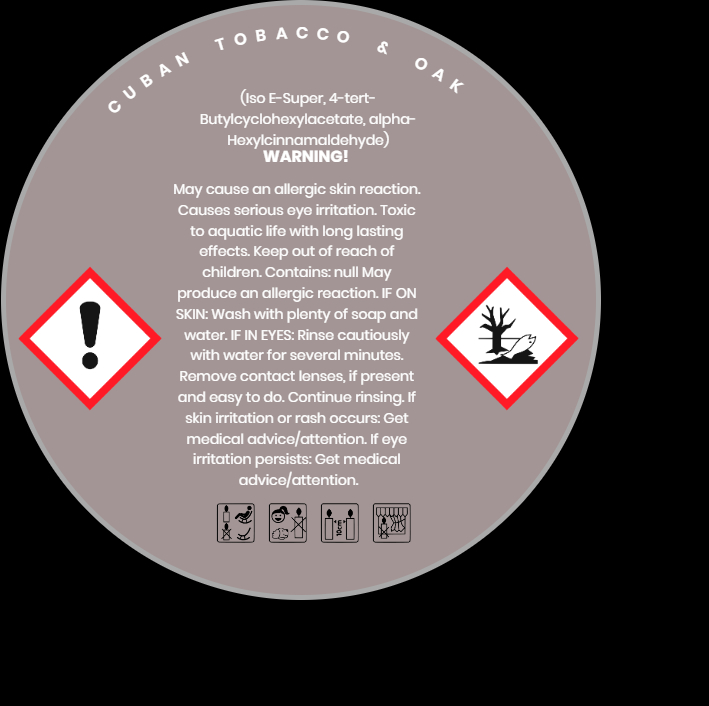 CUBAN TOBACCO & OAK
(Iso E-Super, 4-tert-
Butylcyclohexylacetate, alpha-
Hexylcinnamaldehyde)
WARNING!
May cause an allergic skin reaction.
Causes serious eye irritation. Toxic
to aquatic life with long lasting
effects. Keep out of reach of
children. Contains: null May
produce an allergic reaction. IF ON
SKIN: Wash with plenty of soap and
water. IF IN EYES: Rinse cautiously
with water for several minutes.
Remove contact lenses, if present
and easy to do. Continue rinsing. If
skin irritation or rash occurs: Get
medical advice/attention. If eye
irritation persists: Get medical
advice/attention.
10cm